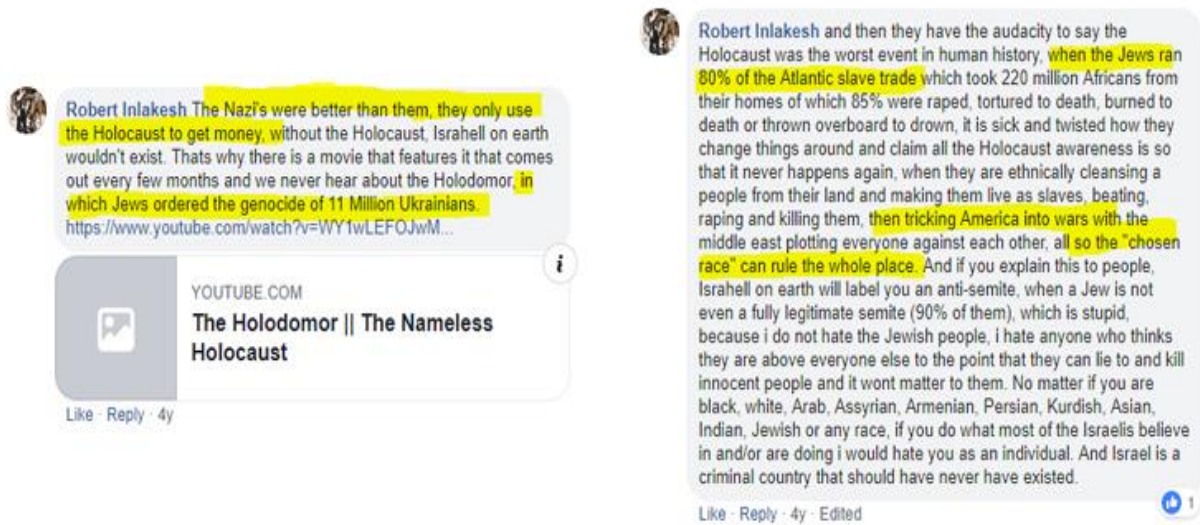 Robert Inlakesh The Nazi's were better than them, they only use
the Holocaust to get money, without the Holocaust, Israhell on earth
wouldn't exist. Thats why there is a movie that features it that comes
out every few months and we never hear about the Holodomor, in
which Jews ordered the genocide of 11 Million Ukrainians.
https://www.youtube.com/watch?v=WY1wLEFOJwM...
i
YOUTUBE.COM
The Holodomor || The Nameless
Holocaust
Like · Reply · 4y
Robert Inlakesh and then they have the audacity to say the
Holocaust was the worst event in human history, when the Jews ran
80% of the Atlantic slave trade which took 220 million Africans from
their homes of which 85% were raped, tortured to death, burned to
death or thrown overboard to drown, it is sick and twisted how they
change things around and claim all the Holocaust awareness is so
that it never happens again, when they are ethnically cleansing a
people from their land and making them live as slaves, beating,
raping and killing them, then tricking America into wars with the
middle east plotting everyone against each other, all so the "chosen
race" can rule the whole place. And if you explain this to people,
Israhell on earth will label you an anti-semite, when a Jew is not
even a fully legitimate semite (90% of them), which is stupid,
because i do not hate the Jewish people, i hate anyone who thinks
they are above everyone else to the point that they can lie to and kill
innocent people and it wont matter to them. No matter if you are
black, white, Arab, Assyrian, Armenian, Persian, Kurdish, Asian,
Indian, Jewish or any race, if you do what most of the Israelis believe
in and/or are doing i would hate you as an individual. And Israel is a
criminal country that should have never have existed.
1
Like · Reply · 4y · Edited